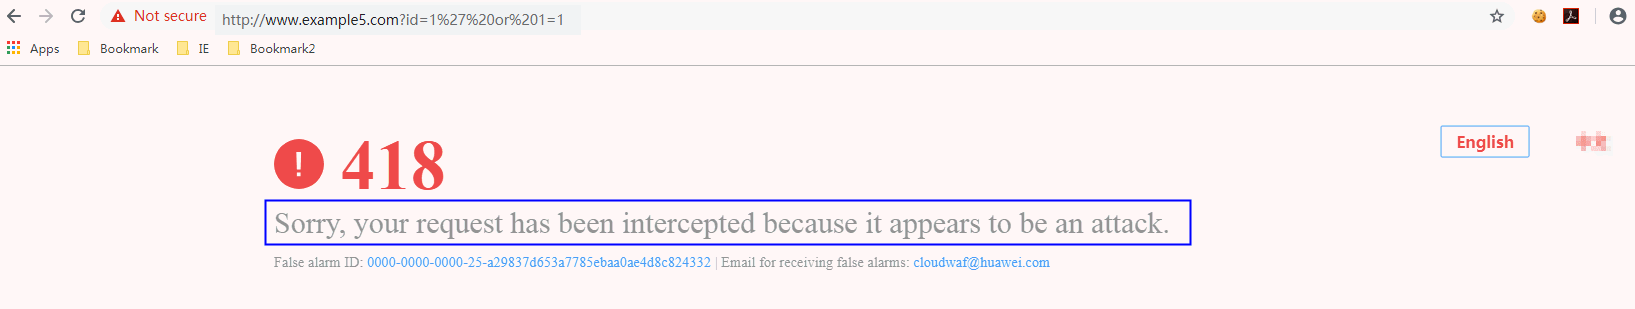 Not secure http://www.example5.com?id=1%27%20or%201=1
Apps Bookmark IE Bookmark2
! 418
English
Sorry, your request has been intercepted because it appears to be an attack.
False alarm ID: 0000-0000-0000-25-a29837d653a7785ebaa0ae4d8c824332 | Email for receiving false alarms: cloudwaf@huawei.com